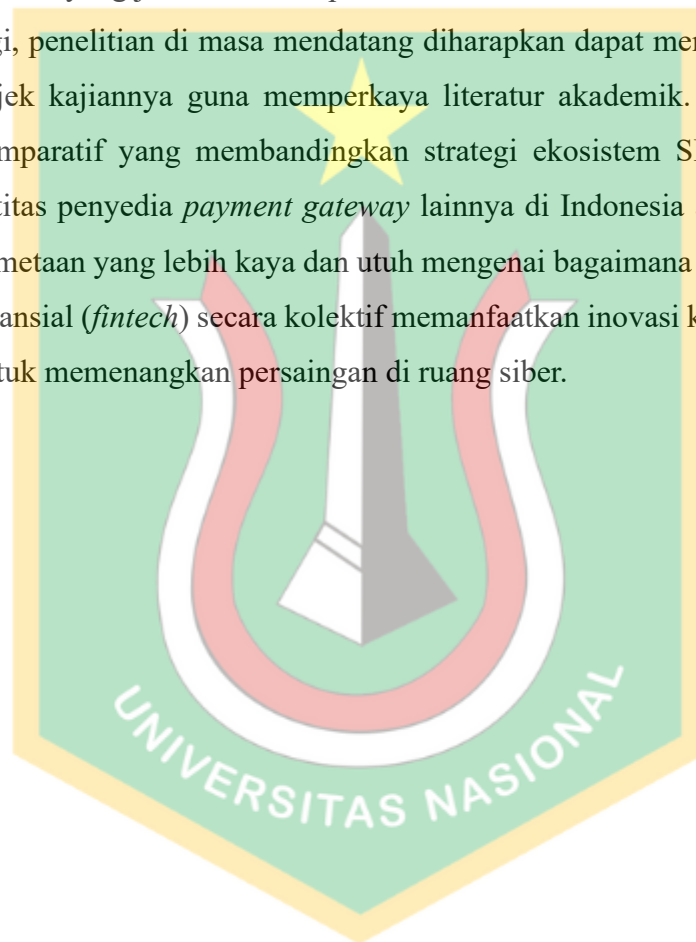 gi, penelitian di masa mendatang diharapkan dapat mer
jek kajiannya guna memperkaya literatur akademik.
mparatif yang membandingkan strategi ekosistem S
titas penyedia payment gateway lainnya di Indonesia
metaan yang lebih kaya dan utuh mengenai bagaimana
ansial (fintech) secara kolektif memanfaatkan inovasi k
tuk memenangkan persaingan di ruang siber.
UNIVERSITAS NASIONAL